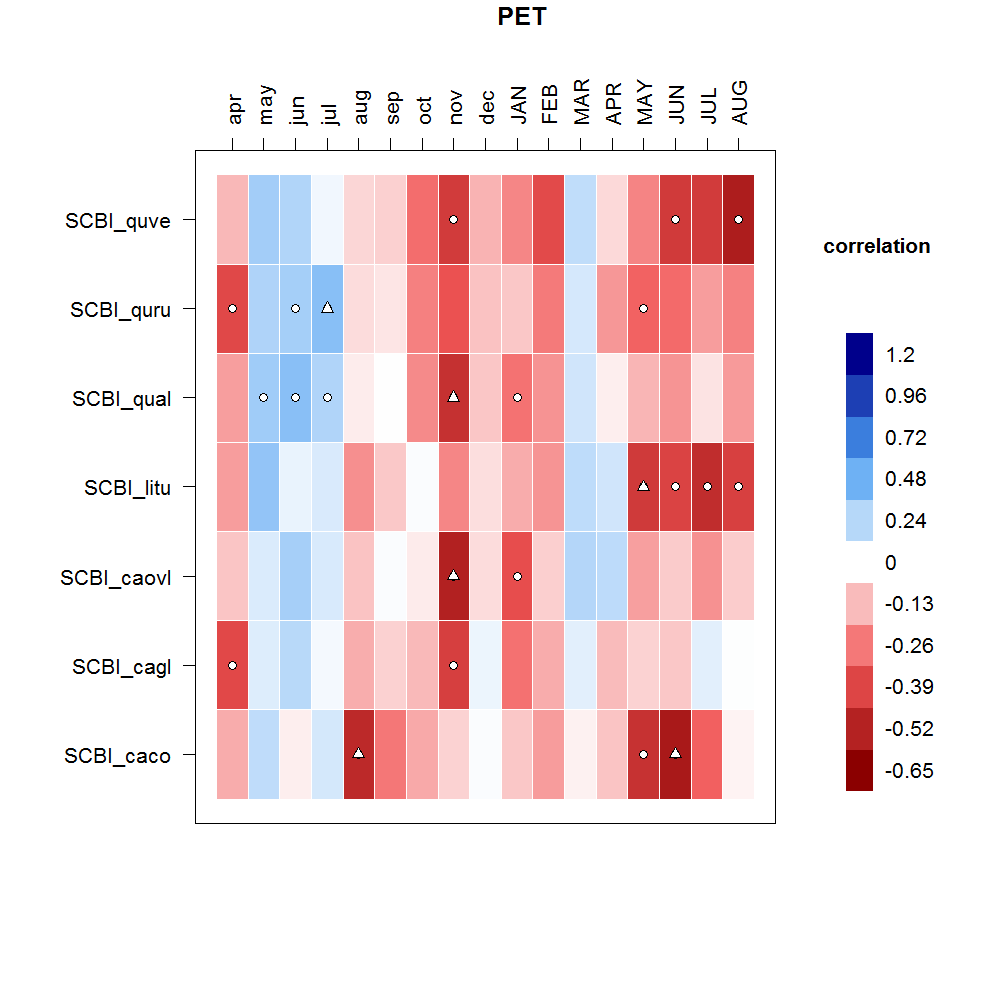 PET
apr may jun jul aug sep oct nov dec JAN FEB MAR APR MAY JUN JUL AUG
SCBI_quve
SCBI_quru
SCBI_qual
SCBI_litu
SCBI_caovl
SCBI_cagl
SCBI_caco
correlation
1.2
0.96
0.72
0.48
0.24
0
-0.13
-0.26
-0.39
-0.52
-0.65